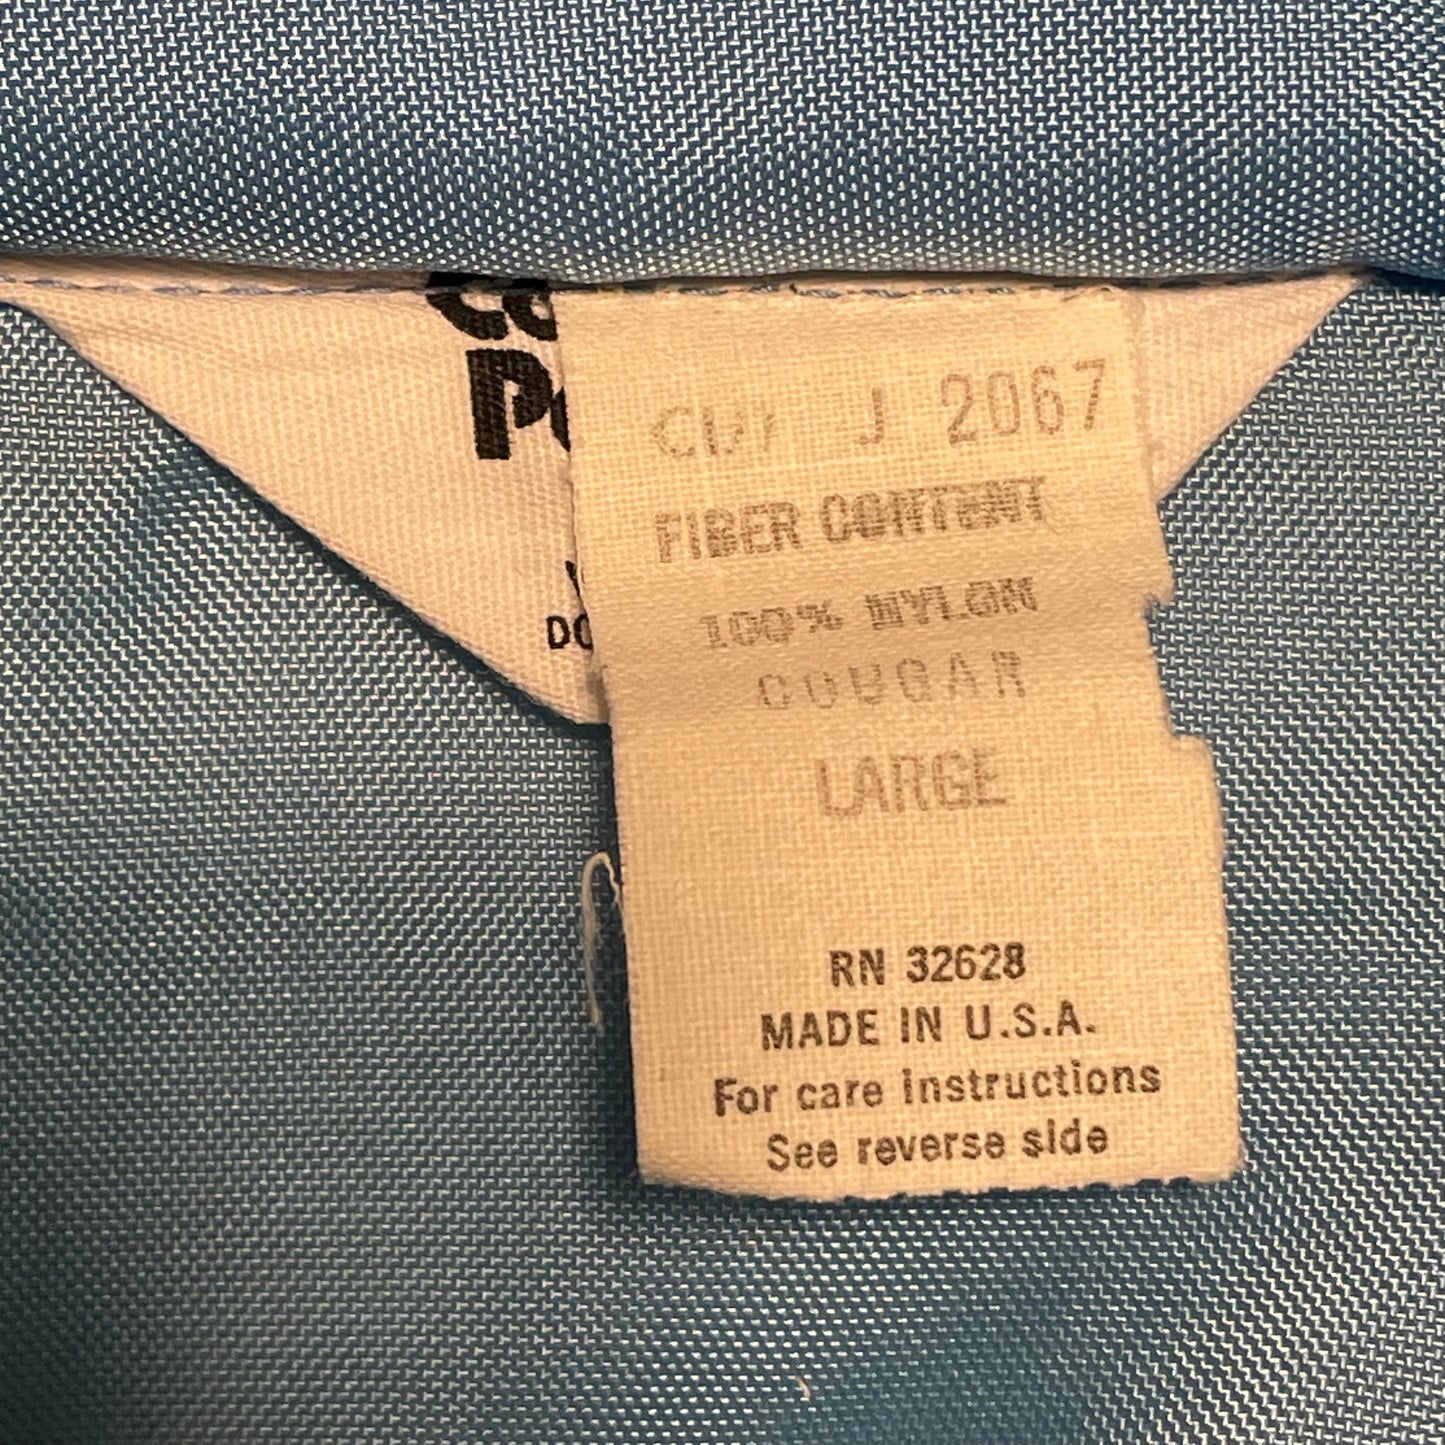 J 2067
FIBER CONTENT
100% NYLON
COUGAR
LARGE
RN 32628
MADE IN U.S.A.
For care instructions
See reverse side